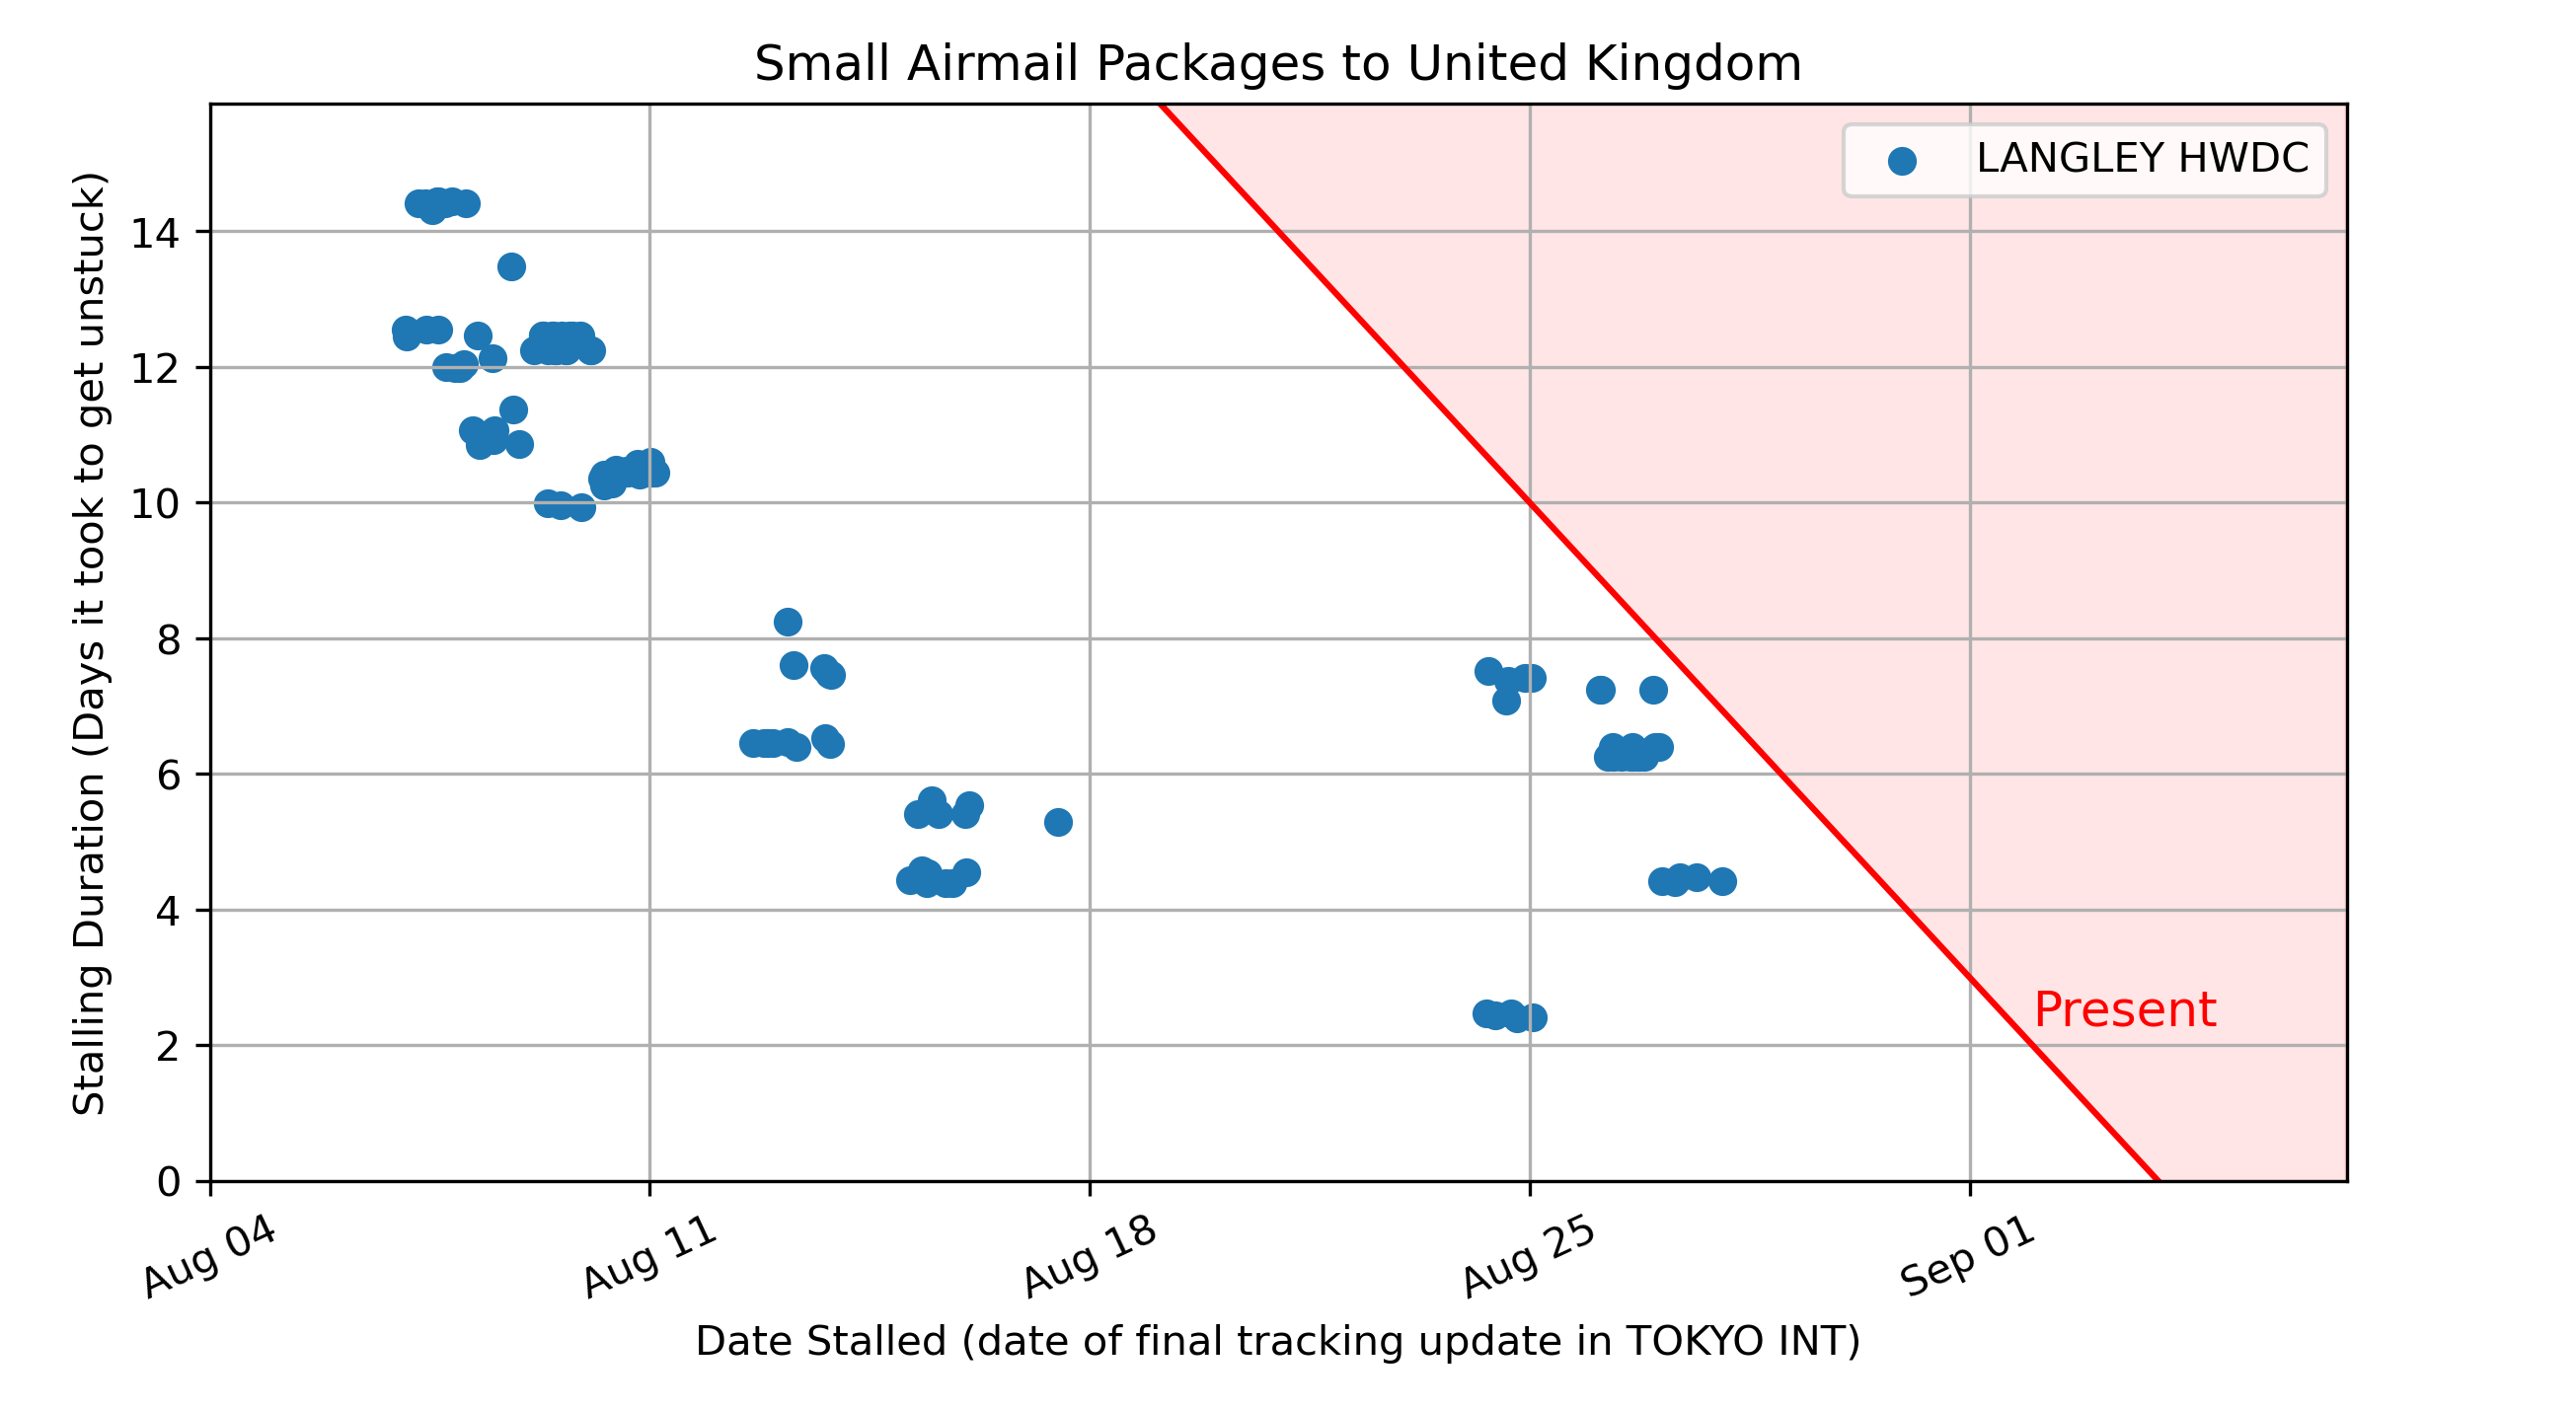 Small Airmail Packages to United Kingdom
LANGLEY HWDC
Stalling Duration (Days it took to get unstuck)
14
12
10
8
6
4
2
0
Present
Aug 04
Aug 11
Aug 18
Aug 25
Sep 01
Date Stalled (date of final tracking update in TOKYO INT)